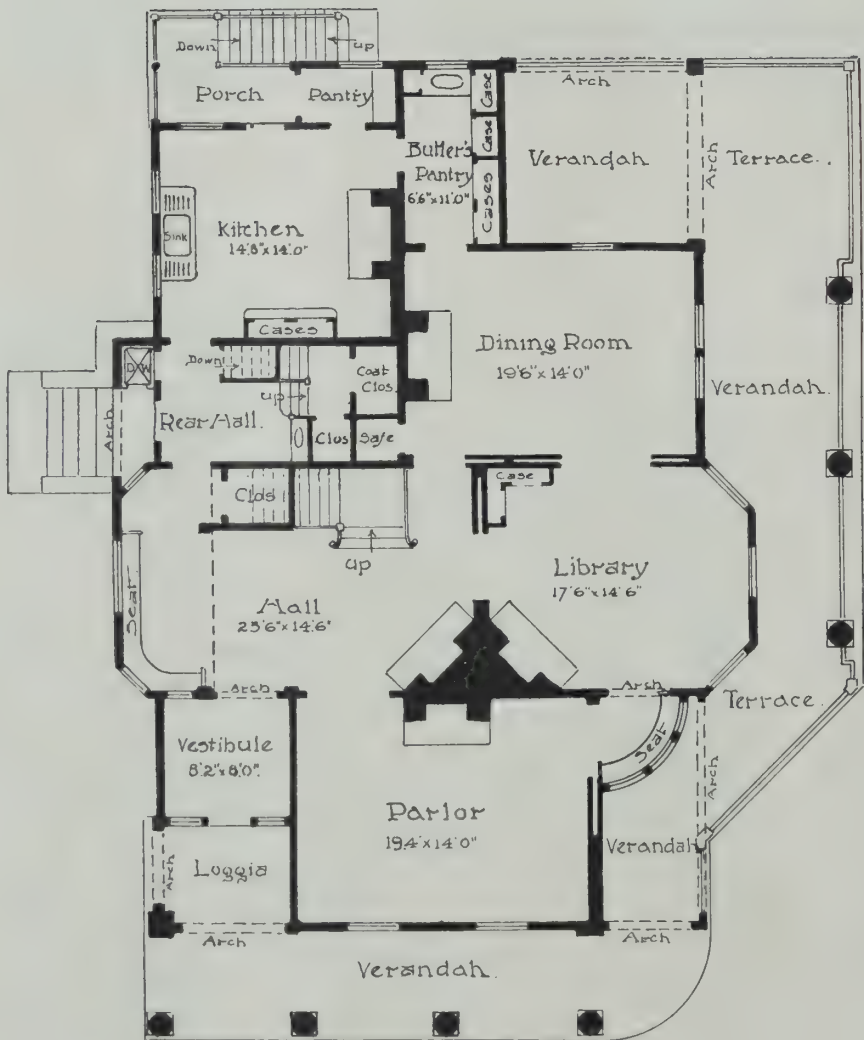 Down
up
Porch
Pantry
Case
Case
Cases
Butler's
Pantry
6'6"x11'0"
Arch
Verandah
Arch
Terrace.
Sink
Kitchen
14'8"x14'0"
Cases
Dining Room
19'6"x14'0"
Verandah.
Down
up
Coat
Clos.
D W
Arch
Rear Hall.
Clos
Safe
Clos
Case
up
Library
17'6"x14'6"
Hall
23'6"x14'6"
Seat
Arch
Arch
Terrace.
Vestibule
8'2"x8'0"
Seat
Arch
Parlor
19'4"x14'0"
Verandah
Arch
Loggia
Arch
Arch
Verandah.